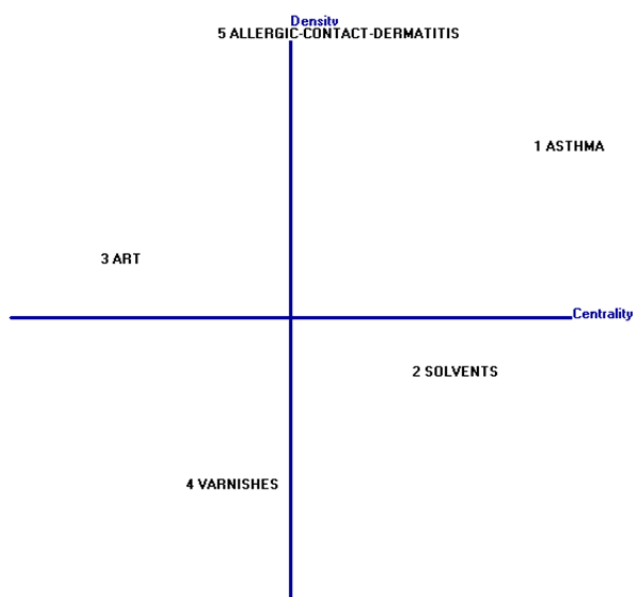 Density
5 ALLERGIC-CONTACT-DERMATITIS
1 ASTHMA
3 ART
Centrality
2 SOLVENTS
4 VARNISHES